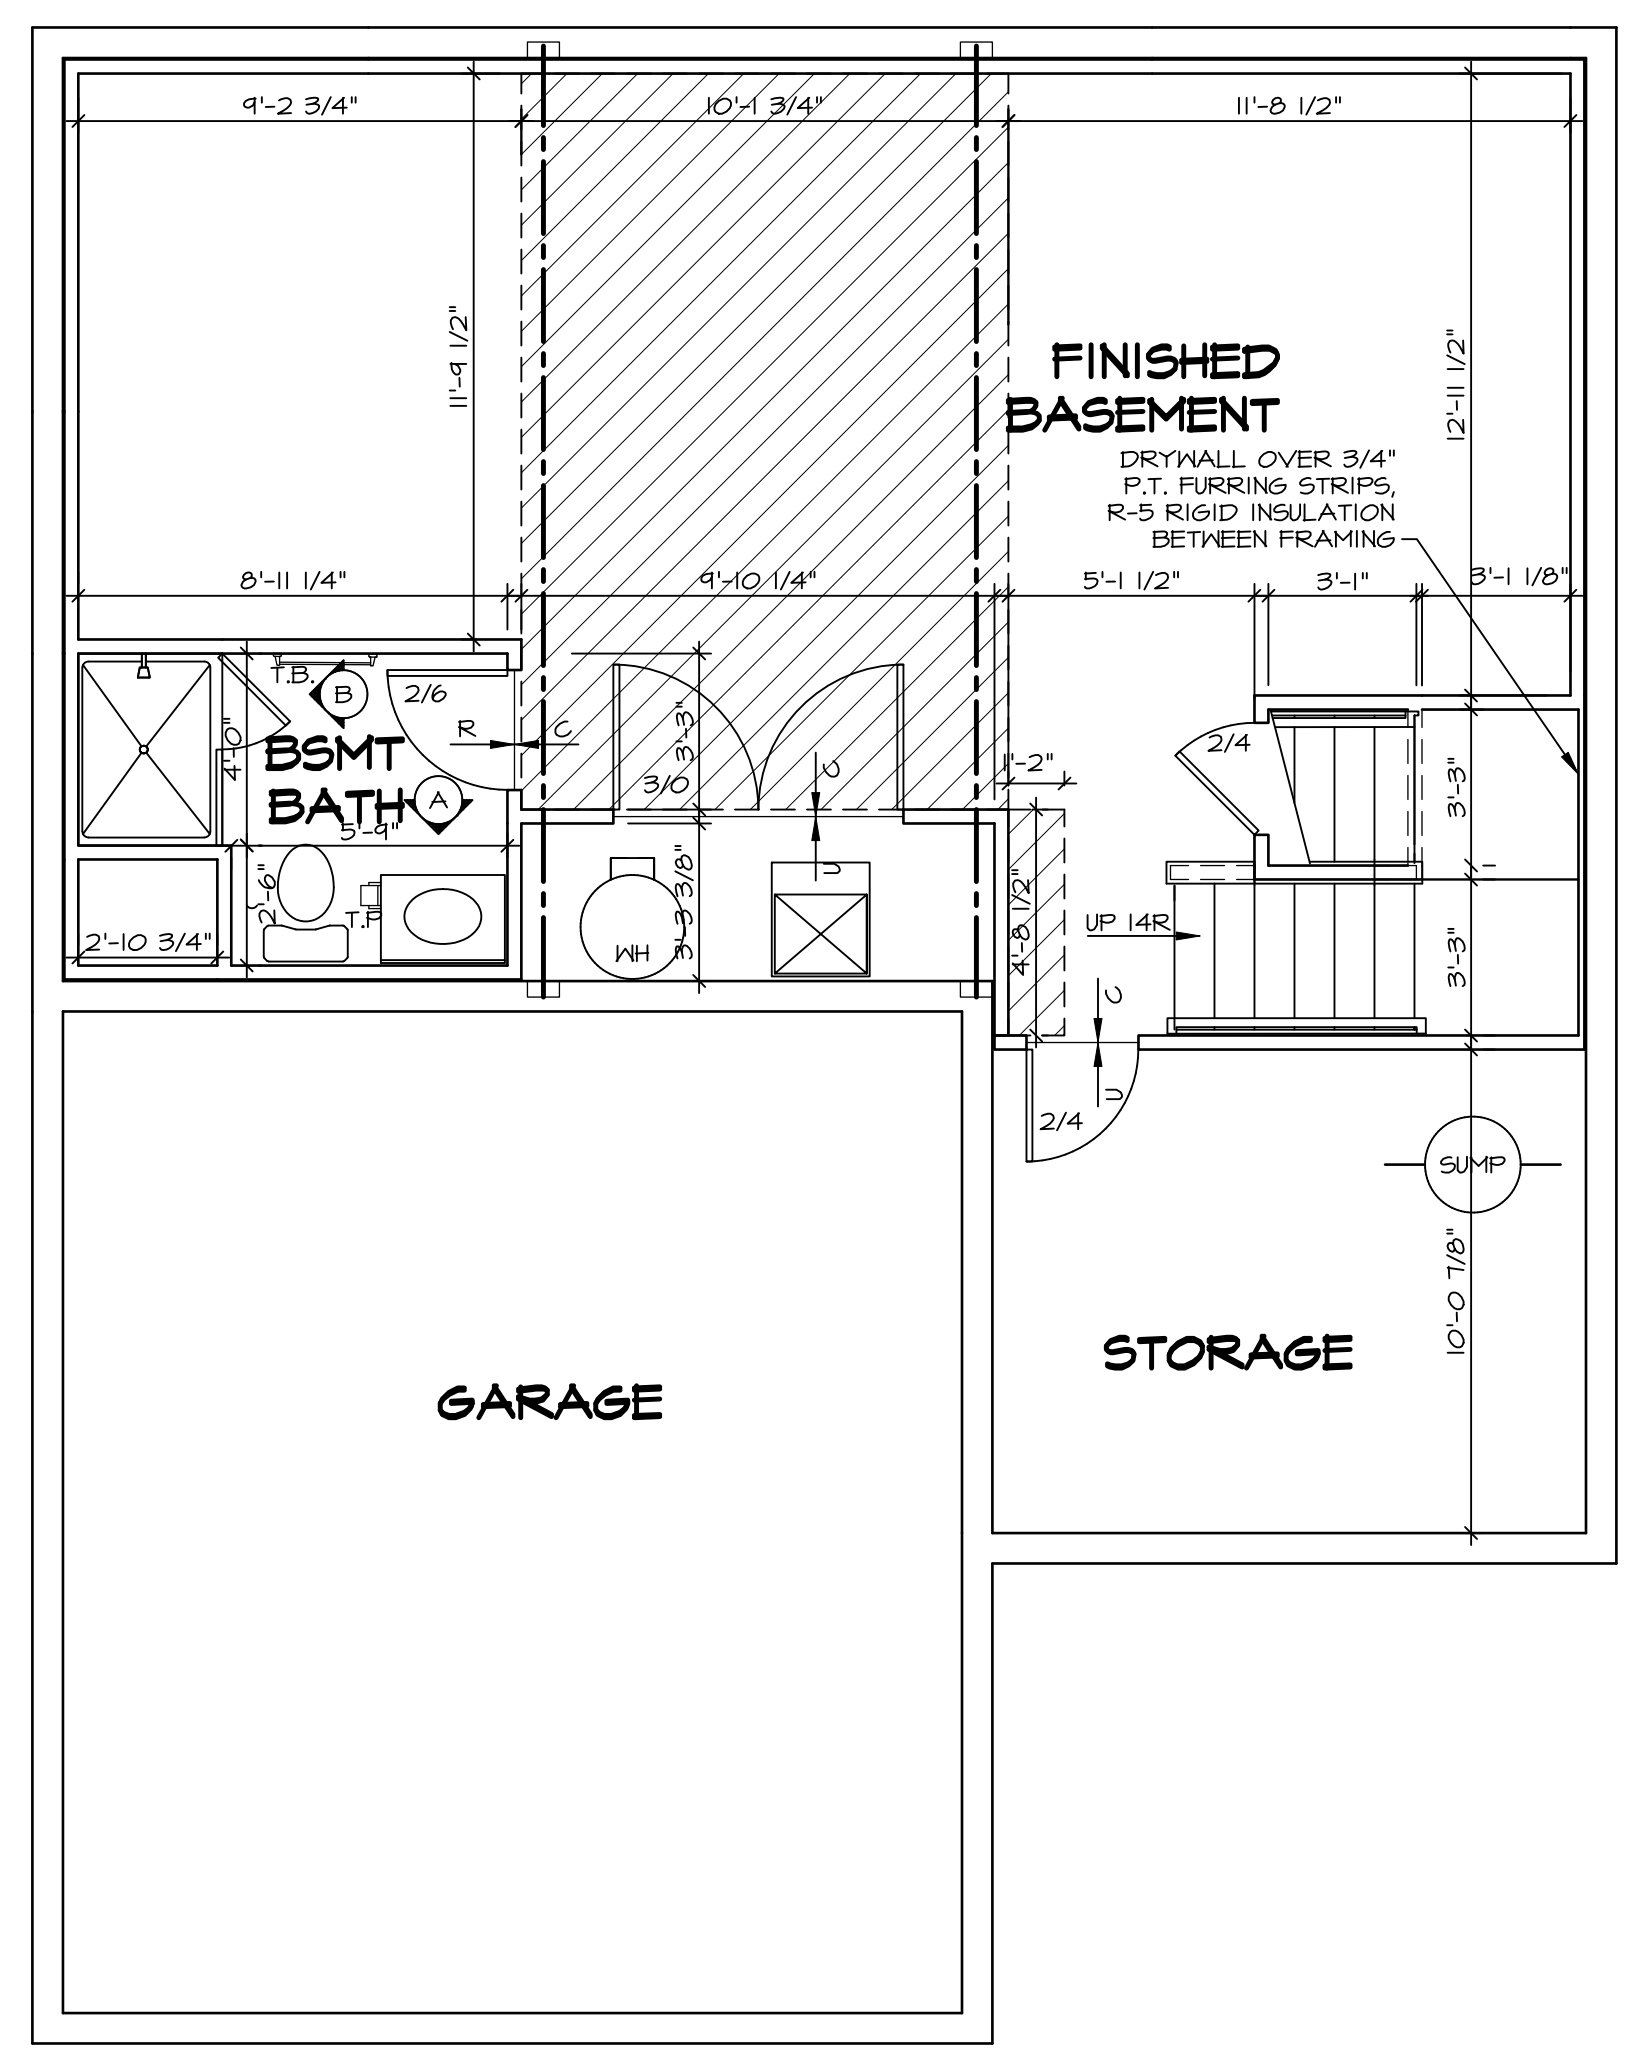 9'-2 3/4"
10'-1 3/4"
11'-8 1/2"
11'-9 1/2"
12'-11 1/2"
FINISHED
BASEMENT
DRYWALL OVER 3/4"
P.T. FURRING STRIPS,
R-5 RIGID INSULATION
BETWEEN FRAMING
8'-11 1/4"
9'-10 1/4"
5'-1 1/2"
3'-1"
3'-1 1/8"
T.B.
B
2/6
R
C
4'-0"
BSMT
BATH
A
5'-9"
3'-3"
3/0
C
U
1'-2"
2/4
3'-3"
2'-6"
T.P
2'-10 3/4"
WH
3'-3 3/8"
4'-8 1/2"
UP 14R
3'-3"
C
U
2/4
SUMP
10'-0 7/8"
STORAGE
GARAGE